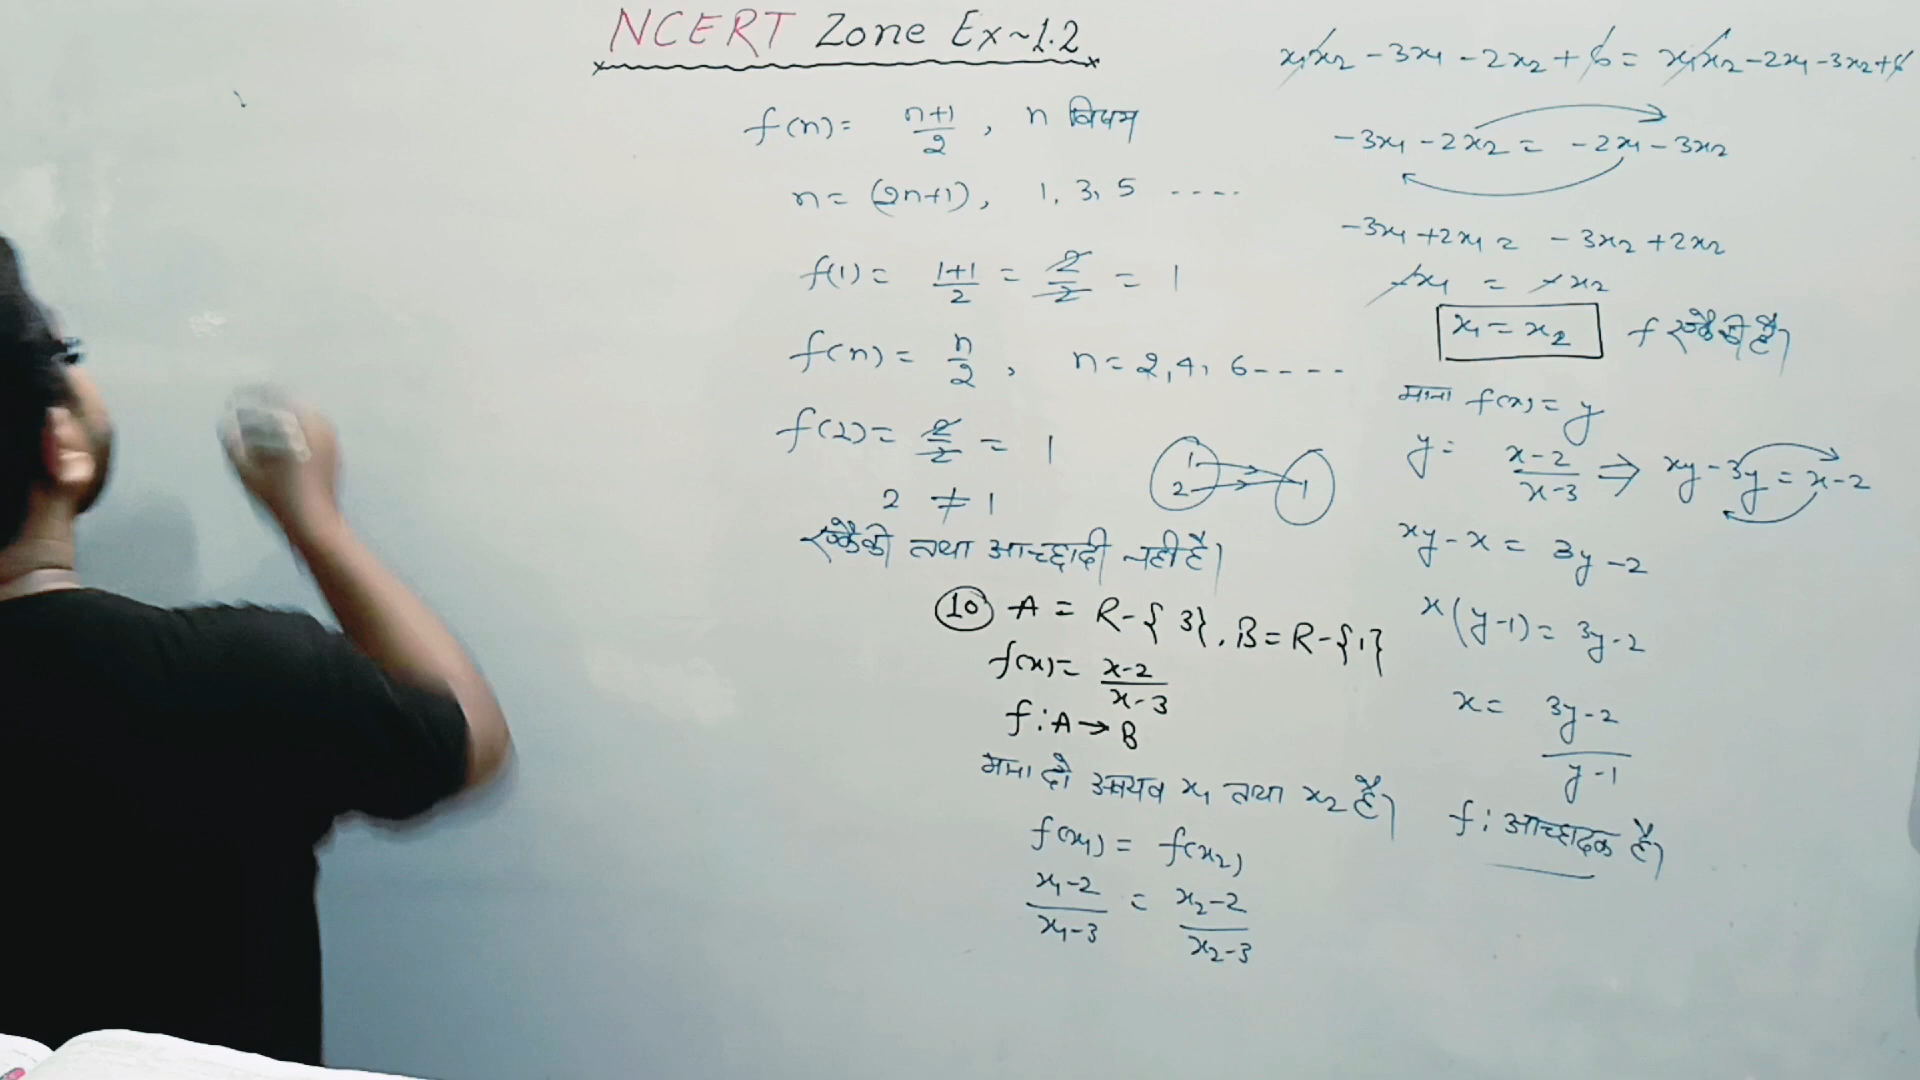 NCERT Zone Ex~1.2
f(n) = n+1/2 , n विषम
n = (2n+1), 1, 3, 5 ....
f(1) = 1+1/2 = 2/2 = 1
f(n) = n/2 , n = 2, 4, 6 ----
f(2) = 2/2 = 1
1
2
1
2 ≠ 1
एकैकी तथा आच्छादी नही है।
(10) A = R-{3}, B = R-{1}
f(x) = x-2/x-3
f : A → B
माना दो अवयव x₁ तथा x₂ है।
f(x₁) = f(x₂)
x₁-2/x₁-3 = x₂-2/x₂-3
x₁x₂ - 3x₁ - 2x₂ + 6 = x₁x₂ - 2x₁ - 3x₂ + 6
-3x₁ - 2x₂ = -2x₁ - 3x₂
-3x₁ + 2x₁ = -3x₂ + 2x₂
-x₁ = -x₂
x₁ = x₂ f एकैकी है।
माना f(x) = y
y = x-2/x-3 ⇒ xy - 3y = x-2
xy - x = 3y - 2
x(y-1) = 3y-2
x = 3y-2/y-1
f : आच्छादक है।